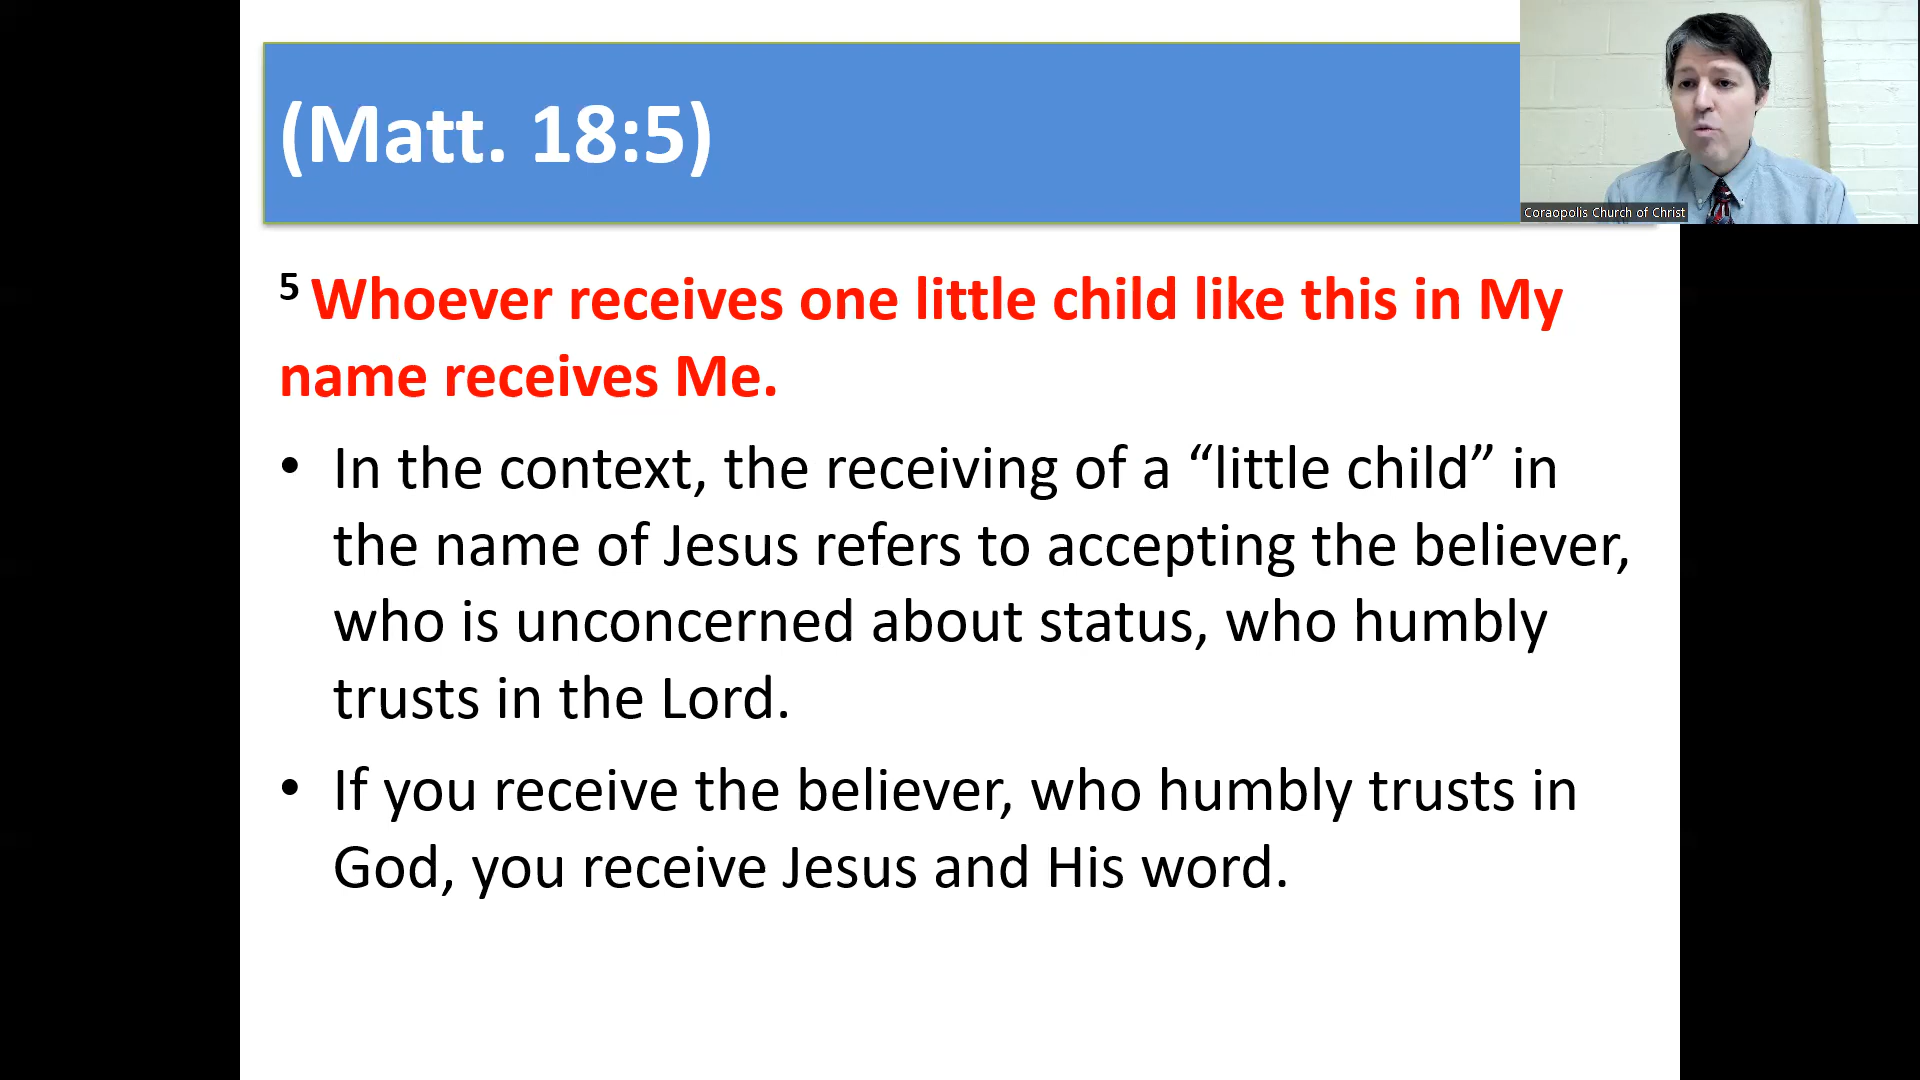 (Matt. 18:5)
Coraopolis Church of Christ
5 Whoever receives one little child like this in My
name receives Me.
• In the context, the receiving of a “little child” in
the name of Jesus refers to accepting the believer,
who is unconcerned about status, who humbly
trusts in the Lord.
• If you receive the believer, who humbly trusts in
God, you receive Jesus and His word.